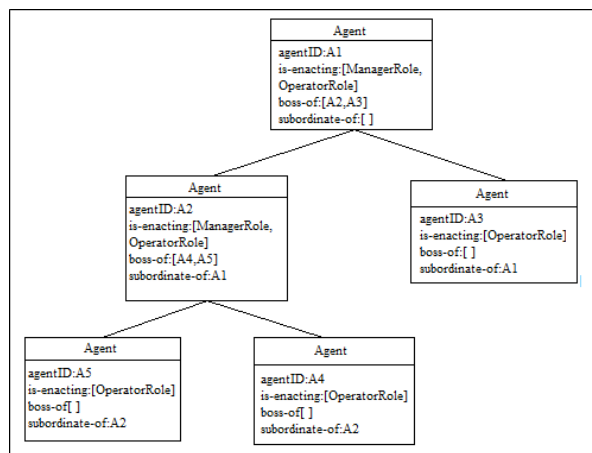 Agent
agentID:A1
is-enacting:[ManagerRole,
OperatorRole]
boss-of:[A2,A3]
subordinate-of:[ ]
Agent
agentID:A2
is-enacting:[ManagerRole,
OperatorRole]
boss-of:[A4,A5]
subordinate-of:A1
Agent
agentID:A3
is-enacting:[OperatorRole]
boss-of:[ ]
subordinate-of:A1
Agent
agentID:A5
is-enacting:[OperatorRole]
boss-of[ ]
subordinate-of:A2
Agent
agentID:A4
is-enacting:[OperatorRole]
boss-of[ ]
subordinate-of:A2